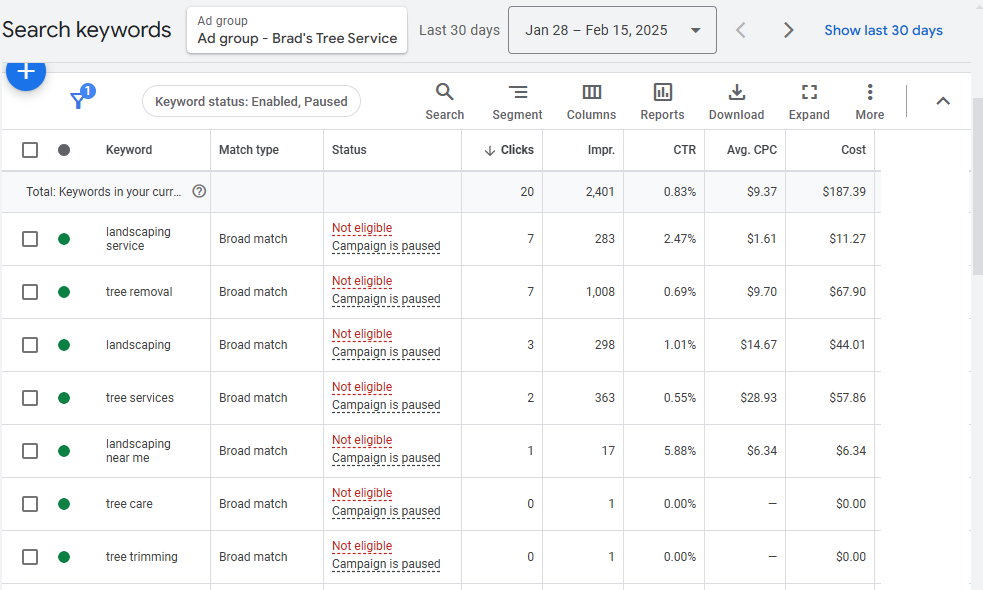 Search keywords
Ad group
Ad group - Brad's Tree Service
Last 30 days
Jan 28 – Feb 15, 2025
Show last 30 days
1
Keyword status: Enabled, Paused
Search
Segment
Columns
Reports
Download
Expand
More
Keyword Match type Status Clicks Impr. CTR Avg. CPC Cost
Total: Keywords in your curr... 20 2,401 0.83% $9.37 $187.39
landscaping service Broad match Not eligible Campaign is paused 7 283 2.47% $1.61 $11.27
tree removal Broad match Not eligible Campaign is paused 7 1,008 0.69% $9.70 $67.90
landscaping Broad match Not eligible Campaign is paused 3 298 1.01% $14.67 $44.01
tree services Broad match Not eligible Campaign is paused 2 363 0.55% $28.93 $57.86
landscaping near me Broad match Not eligible Campaign is paused 1 17 5.88% $6.34 $6.34
tree care Broad match Not eligible Campaign is paused 0 1 0.00% – $0.00
tree trimming Broad match Not eligible Campaign is paused 0 1 0.00% – $0.00